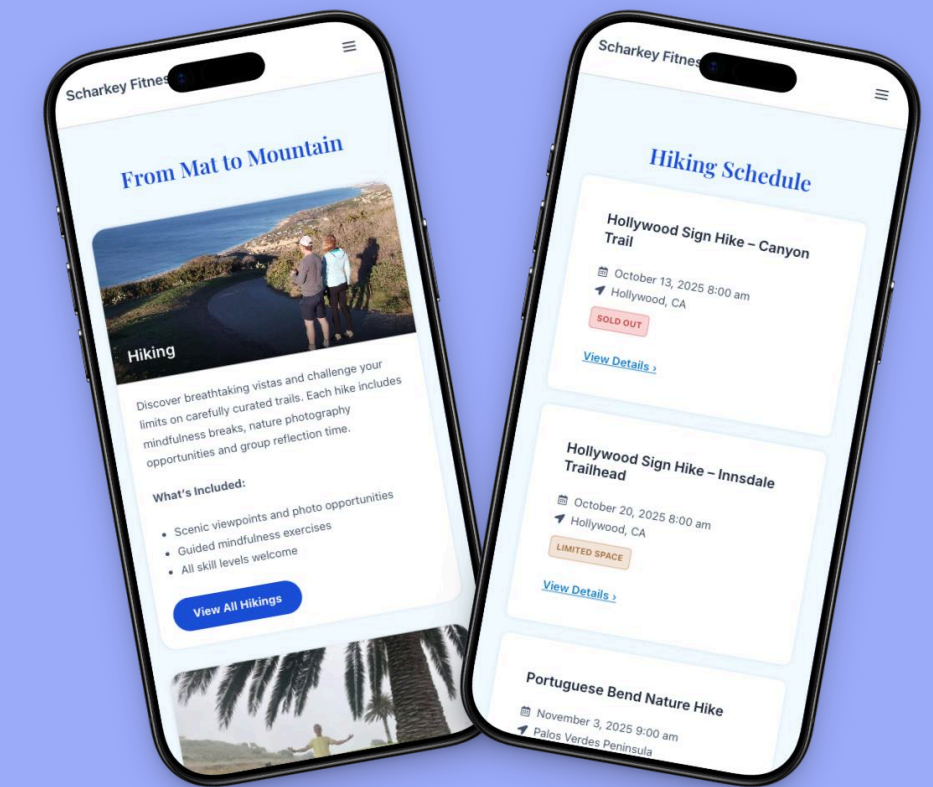 Scharkey Fitnes
From Mat to Mountain
Hiking
Discover breathtaking vistas and challenge your
limits on carefully curated trails. Each hike includes
mindfulness breaks, nature photography
opportunities and group reflection time.
What's Included:
Scenic viewpoints and photo opportunities
Guided mindfulness exercises
All skill levels welcome
View All Hikings
Scharkey Fitnes
Hiking Schedule
Hollywood Sign Hike – Canyon
Trail
October 13, 2025 8:00 am
Hollywood, CA
SOLD OUT
View Details ›
Hollywood Sign Hike – Innsdale
Trailhead
October 20, 2025 8:00 am
Hollywood, CA
LIMITED SPACE
View Details ›
Portuguese Bend Nature Hike
November 3, 2025 9:00 am
Palos Verdes Peninsula